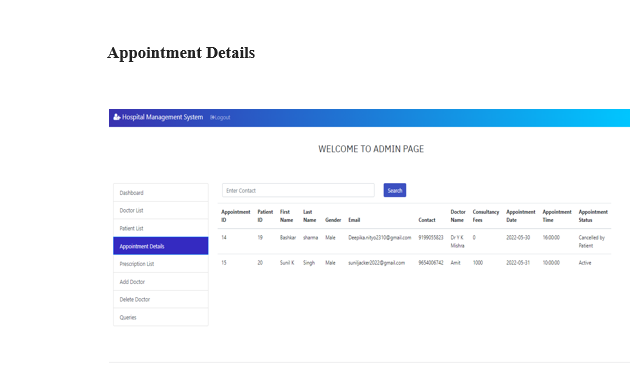 Appointment Details
Hospital Management System Logout
WELCOME TO ADMIN PAGE
Dashboard
Doctor List
Patient List
Appointment Details
Prescription List
Add Doctor
Delete Doctor
Queries
Enter Contact Search
Appointment ID Patient ID First Name Last Name Gender Email Contact Doctor Name Consultancy Fees Appointment Date Appointment Time Appointment Status
14 19 Bashkar sharma Male Deepika.nityo2310@gmail.com 9199055823 Dr Y K Mishra 0 2022-05-30 16:00:00 Cancelled by Patient
15 20 Sunil K Singh Male suniljacker2022@gmail.com 9654006742 Amit 1000 2022-05-31 10:00:00 Active